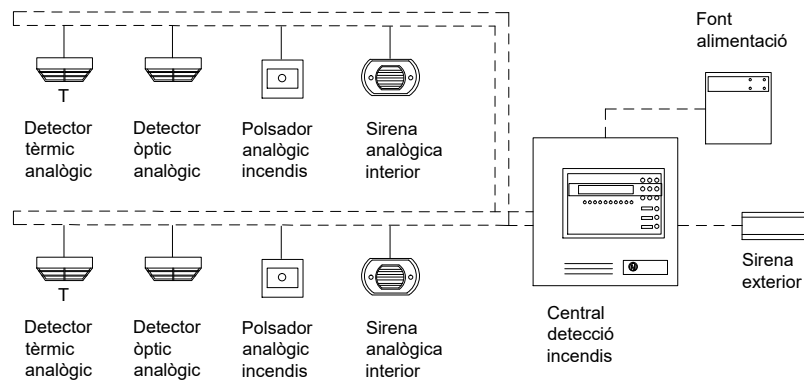 Font
alimentació
T
Detector
tèrmic
analògic
Detector
òptic
analògic
Polsador
analògic
incendis
Sirena
analògica
interior
T
Detector
tèrmic
analògic
Detector
òptic
analògic
Polsador
analògic
incendis
Sirena
analògica
interior
Central
detecció
incendis
Sirena
exterior